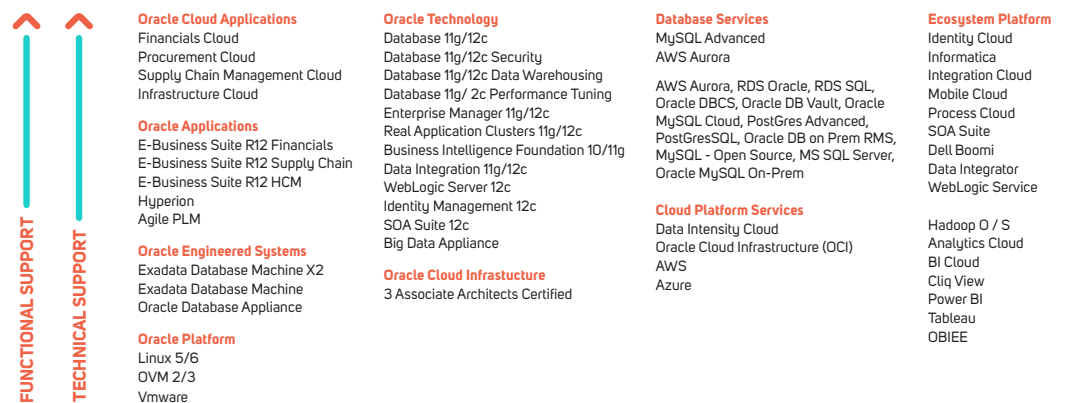 FUNCTIONAL SUPPORT
TECHNICAL SUPPORT
Oracle Cloud Applications
Financials Cloud
Procurement Cloud
Supply Chain Management Cloud
Infrastructure Cloud
Oracle Applications
E-Business Suite R12 Financials
E-Business Suite R12 Supply Chain
E-Business Suite R12 HCM
Hyperion
Agile PLM
Oracle Engineered Systems
Exadata Database Machine X2
Exadata Database Machine
Oracle Database Appliance
Oracle Platform
Linux 5/6
OVM 2/3
Vmware
Oracle Technology
Database 11g/12c
Database 11g/12c Security
Database 11g/12c Data Warehousing
Database 11g/ 2c Performance Tuning
Enterprise Manager 11g/12c
Real Application Clusters 11g/12c
Business Intelligence Foundation 10/11g
Data Integration 11g/12c
WebLogic Server 12c
Identity Management 12c
SOA Suite 12c
Big Data Appliance
Oracle Cloud Infrastucture
3 Associate Architects Certified
Database Services
MySQL Advanced
AWS Aurora
AWS Aurora, RDS Oracle, RDS SQL,
Oracle DBCS, Oracle DB Vault, Oracle
MySQL Cloud, PostGres Advanced,
PostGresSQL, Oracle DB on Prem RMS,
MySQL - Open Source, MS SQL Server,
Oracle MySQL On-Prem
Cloud Platform Services
Data Intensity Cloud
Oracle Cloud Infrastructure (OCI)
AWS
Azure
Ecosystem Platform
Identity Cloud
Informatica
Integration Cloud
Mobile Cloud
Process Cloud
SOA Suite
Dell Boomi
Data Integrator
WebLogic Service
Hadoop O / S
Analytics Cloud
BI Cloud
Cliq View
Power BI
Tableau
OBIEE